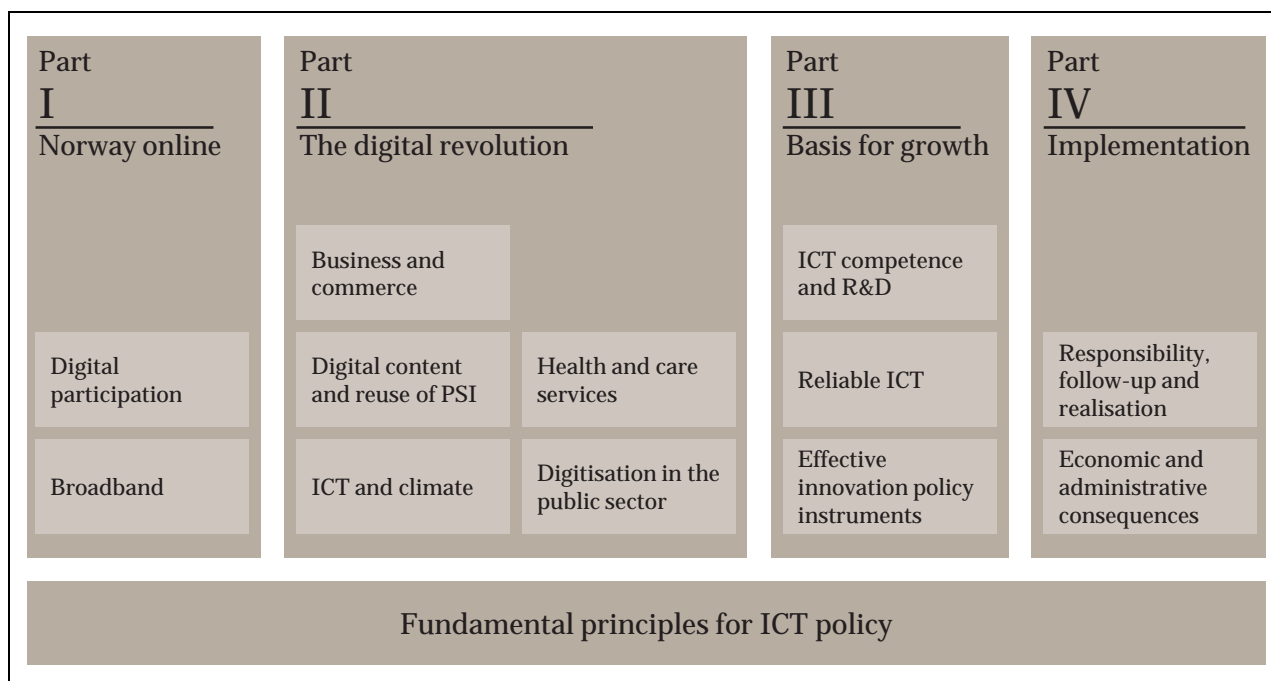 Part
I
Norway online
Digital
participation
Broadband
Part
II
The digital revolution
Business and
commerce
Digital content
and reuse of PSI
Health and care
services
ICT and climate
Digitisation in the
public sector
Part
III
Basis for growth
ICT competence
and R&D
Reliable ICT
Effective
innovation policy
instruments
Part
IV
Implementation
Responsibility,
follow-up and
realisation
Economic and
administrative
consequences
Fundamental principles for ICT policy